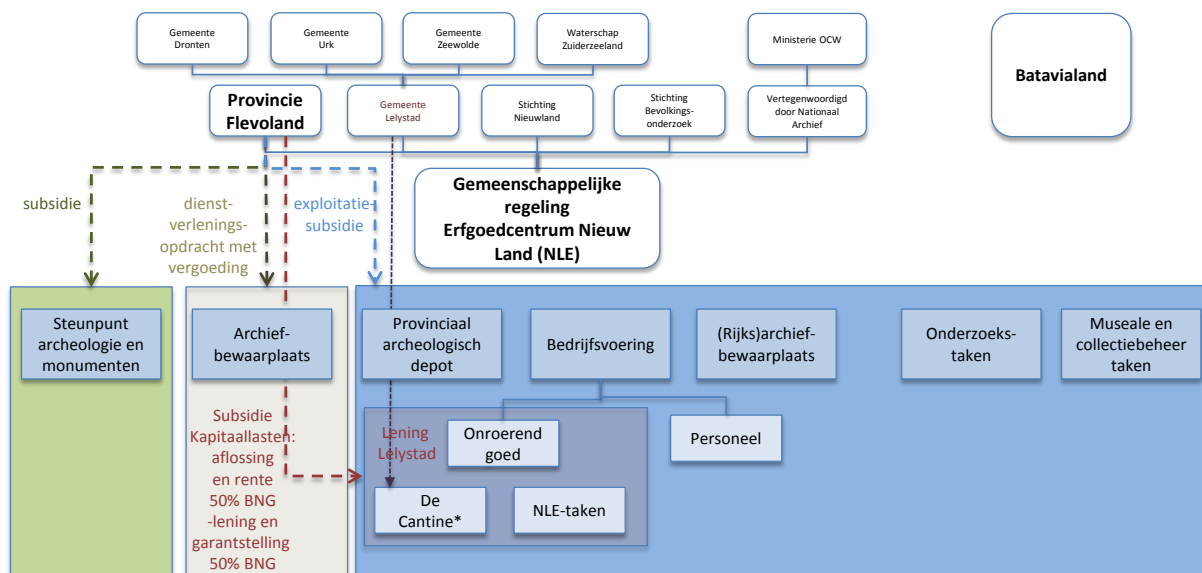 Gemeente
Dronten
Gemeente
Urk
Gemeente
Zeewolde
Waterschap
Zuiderzeeland
Ministerie OCW
Batavialand
Provincie
Flevoland
Gemeente
Lelystad
Stichting
Nieuwland
Stichting
Bevolkings-
onderzoek
Vertegenwoordigd
door Nationaal
Archief
Gemeenschappelijke
regeling
Erfgoedcentrum Nieuw
Land (NLE)
subsidie
dienst-
verlenings-
opdracht met
vergoeding
exploitatie-
subsidie
Steunpunt
archeologie en
monumenten
Archief-
bewaarplaats
Provinciaal
archeologisch
depot
Bedrijfsvoering
(Rijks)archief-
bewaarplaats
Onderzoeks-
taken
Museale en
collectiebeheer
taken
Subsidie
Kapitaallasten:
aflossing
en rente
50% BNG
-lening en
garantstelling
50% BNG
Lening
Lelystad
Onroerend
goed
Personeel
De
Cantine*
NLE-taken